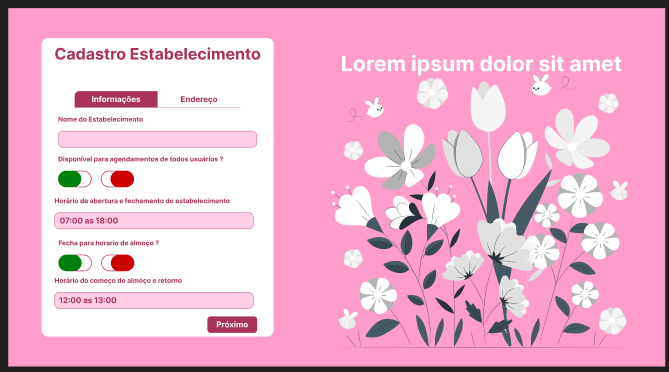 Cadastro Estabelecimento
Lorem ipsum dolor sit amet
Informações
Endereço
Nome do Estabelecimento
Disponível para agendamentos de todos usuários ?
Horário de abertura e fechamento do estabelecimento
07:00 as 18:00
Fecha para horario de almoço ?
Horário do começo do almoço e retorno
12:00 as 13:00
Próximo